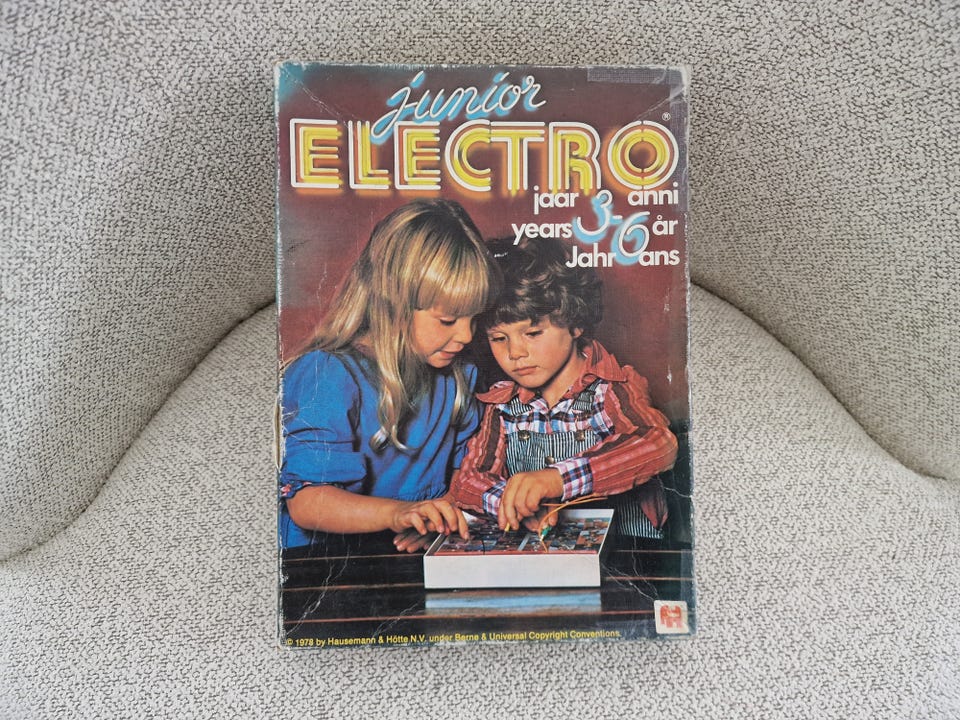 junior
ELECTRO®
jaar 3-6 anni
years år
Jahr ans
© 1978 by Hausemann & Hötte N.V. under Berne & Universal Copyright Conventions.